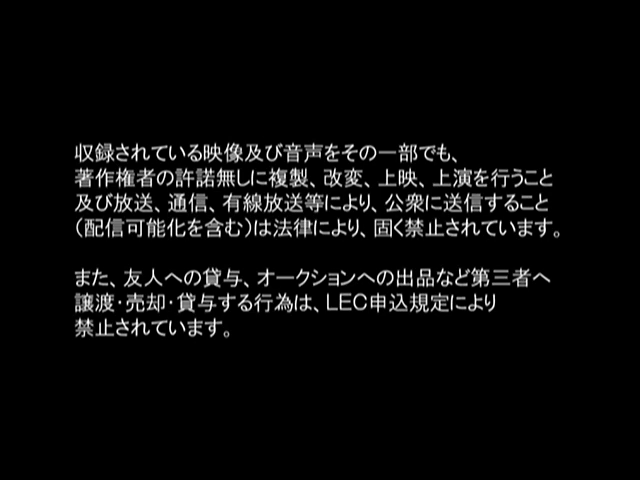 収録されている映像及び音声をその一部でも、
著作権者の許諾無しに複製、改変、上映、上演を行うこと
及び放送、通信、有線放送等により、公衆に送信すること
（配信可能化を含む）は法律により、固く禁止されています。
また、友人への貸与、オークションへの出品など第三者へ
譲渡・売却・貸与する行為は、LEC申込規定により
禁止されています。